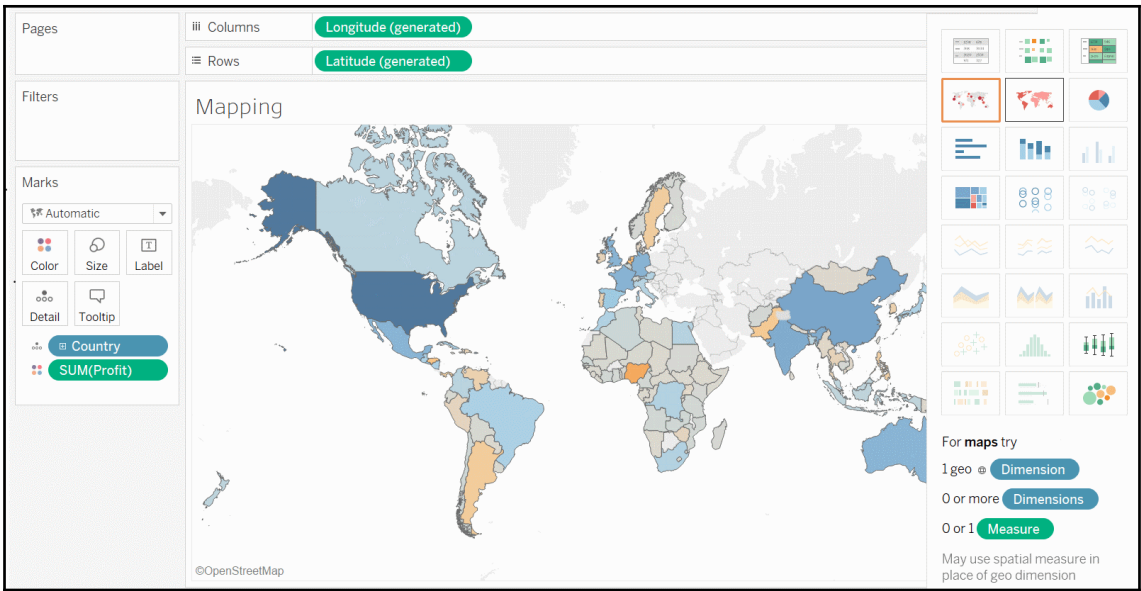 Pages
iii Columns
Longitude (generated)
Rows
Latitude (generated)
Filters
Mapping
Marks
Automatic
Color
Size
Label
Detail
Tooltip
Country
SUM(Profit)
©OpenStreetMap
For maps try
1 geo Dimension
0 or more Dimensions
0 or 1 Measure
May use spatial measure in
place of geo dimension